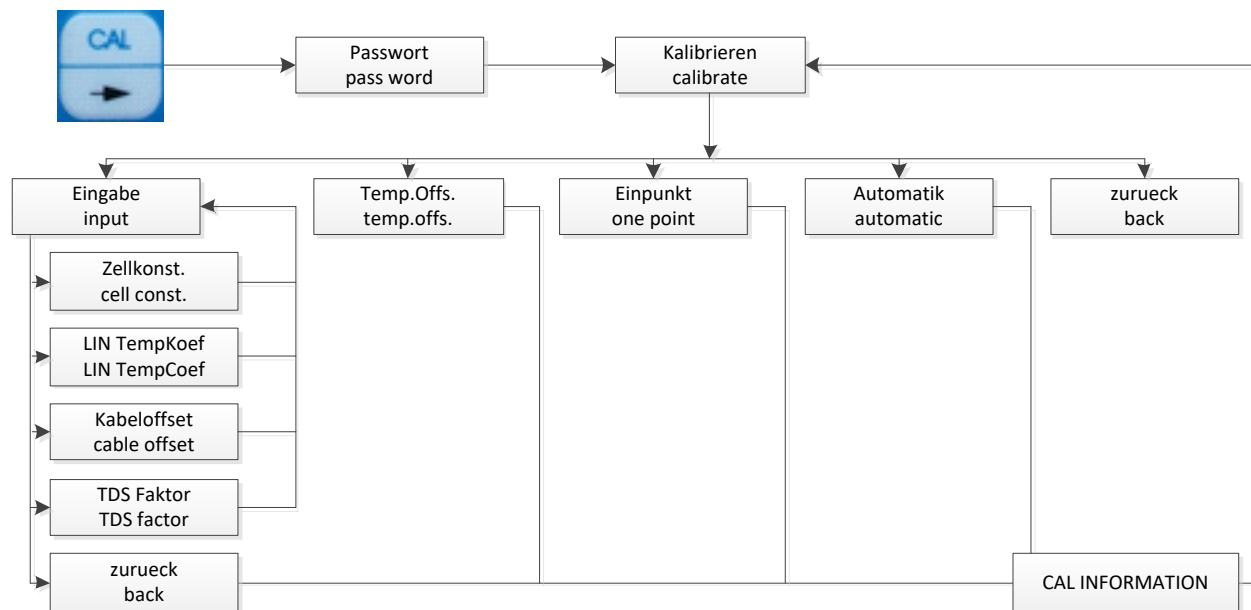 CAL
Passwort
pass word
Kalibrieren
calibrate
Eingabe
input
Temp.Offs.
temp.offs.
Einpunkt
one point
Automatik
automatic
zurueck
back
Zellkonst.
cell const.
LIN TempKoef
LIN TempCoef
Kabeloffset
cable offset
TDS Faktor
TDS factor
zurueck
back
CAL INFORMATION